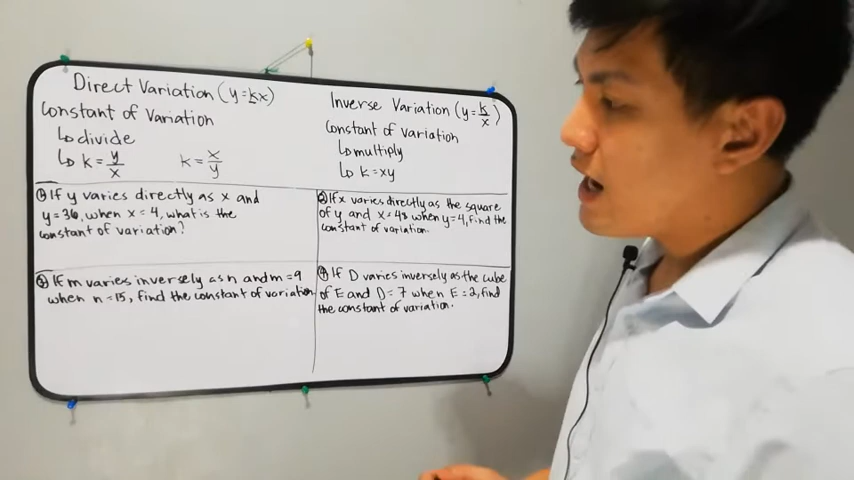 Direct Variation (y=kx)
Constant of Variation
↳ divide
↳ k = y/x k = x/y
Inverse Variation (y=k/x)
Constant of Variation
↳ multiply
↳ k = xy
① If y varies directly as x and
y=36, when x = 4, what is the
constant of variation?
② If x varies directly as the square
of y and x = 48 when y=4, find the
constant of variation.
③ If m varies inversely as n and m = 9
when n = 15, find the constant of variation.
④ If D varies inversely as the cube
of E and D = 7 when E = 2, find
the constant of variation.